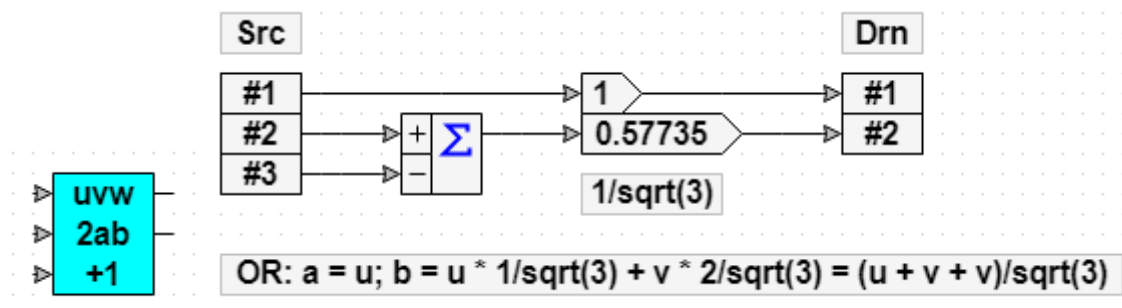 Src
Drn
#1
1
#1
#2
+
Σ
0.57735
#2
#3
−
1/sqrt(3)
uvw
2ab
+1
OR: a = u; b = u * 1/sqrt(3) + v * 2/sqrt(3) = (u + v + v)/sqrt(3)